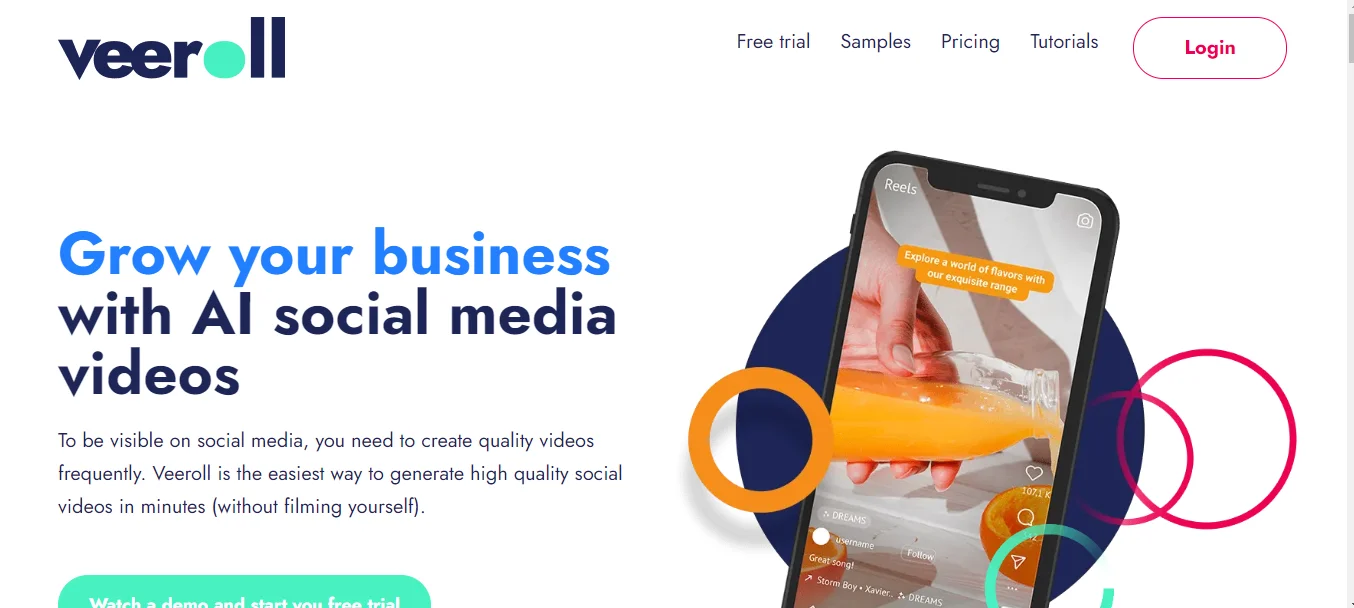 veeroll
Free trial
Samples
Pricing
Tutorials
Login
Grow your business
with AI social media
videos
To be visible on social media, you need to create quality videos
frequently. Veeroll is the easiest way to generate high quality social
videos in minutes (without filming yourself).
Watch a demo and start you free trial
Reels
Explore a world of flavors with
our exquisite range
107,1 K
DREAMS
username
Follow
Great song!
Storm Boy • Xavier.. DREAMS